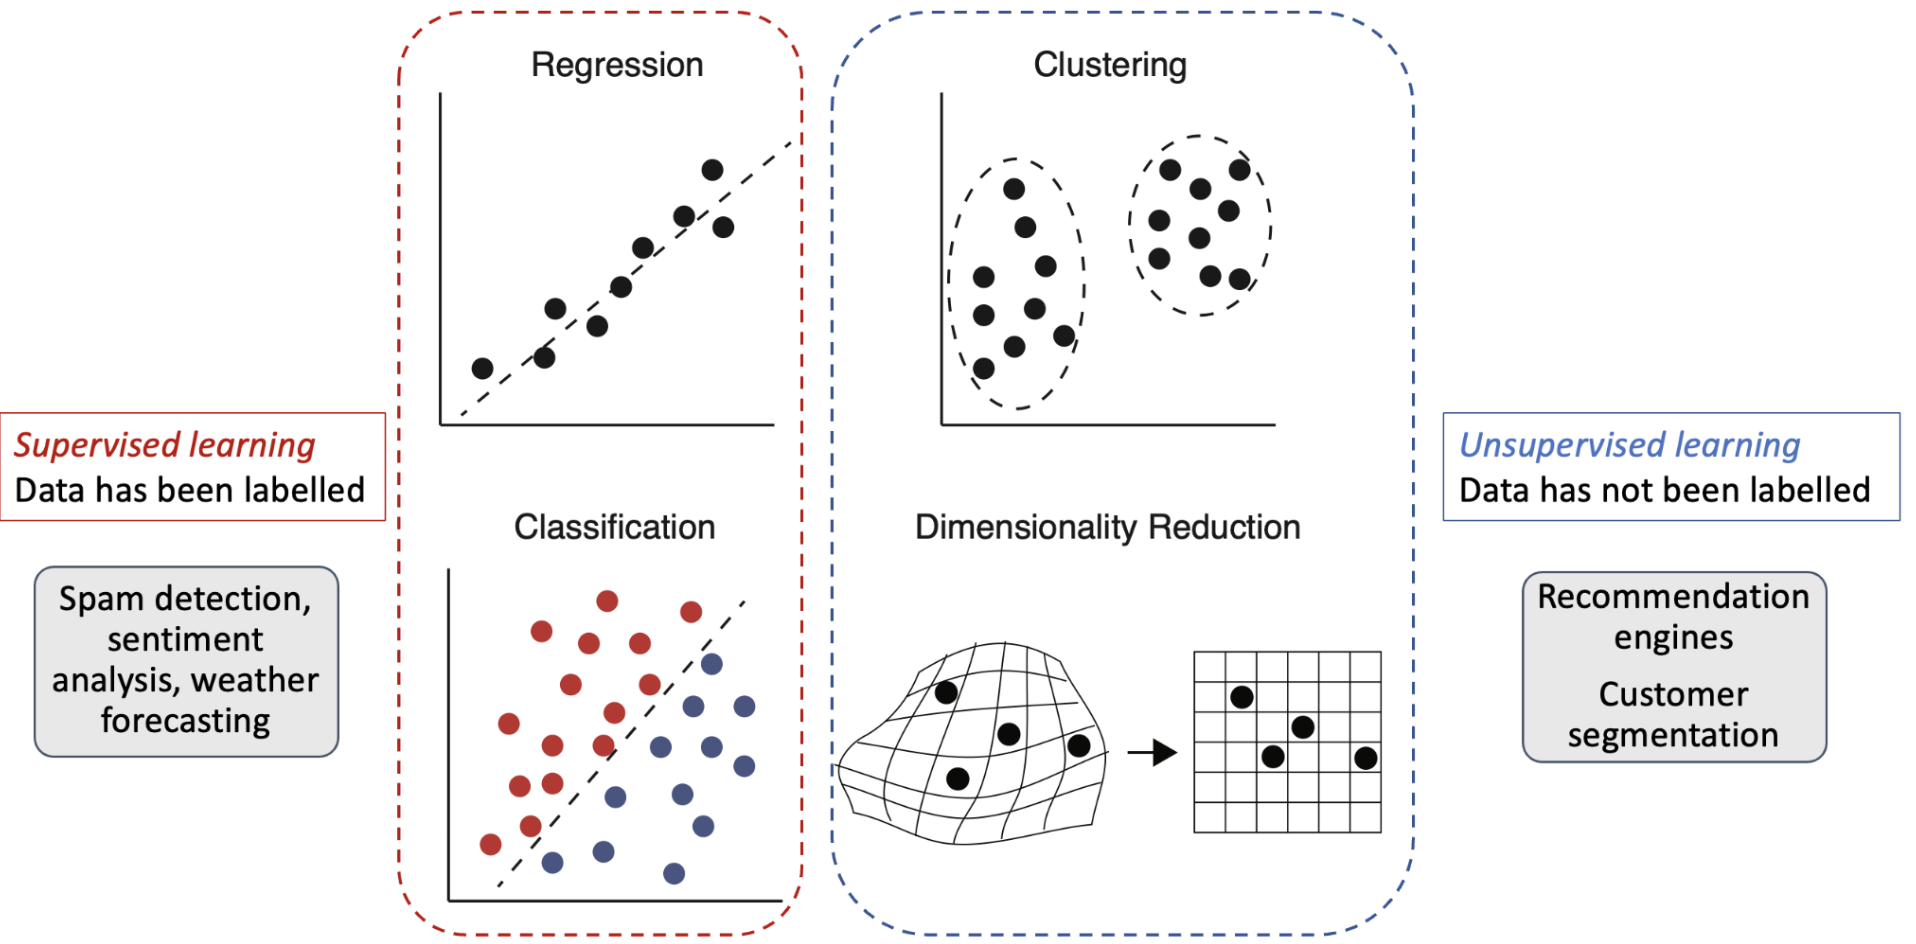 Regression
Clustering
Supervised learning
Data has been labelled
Unsupervised learning
Data has not been labelled
Classification
Dimensionality Reduction
Spam detection,
sentiment
analysis, weather
forecasting
Recommendation
engines
Customer
segmentation